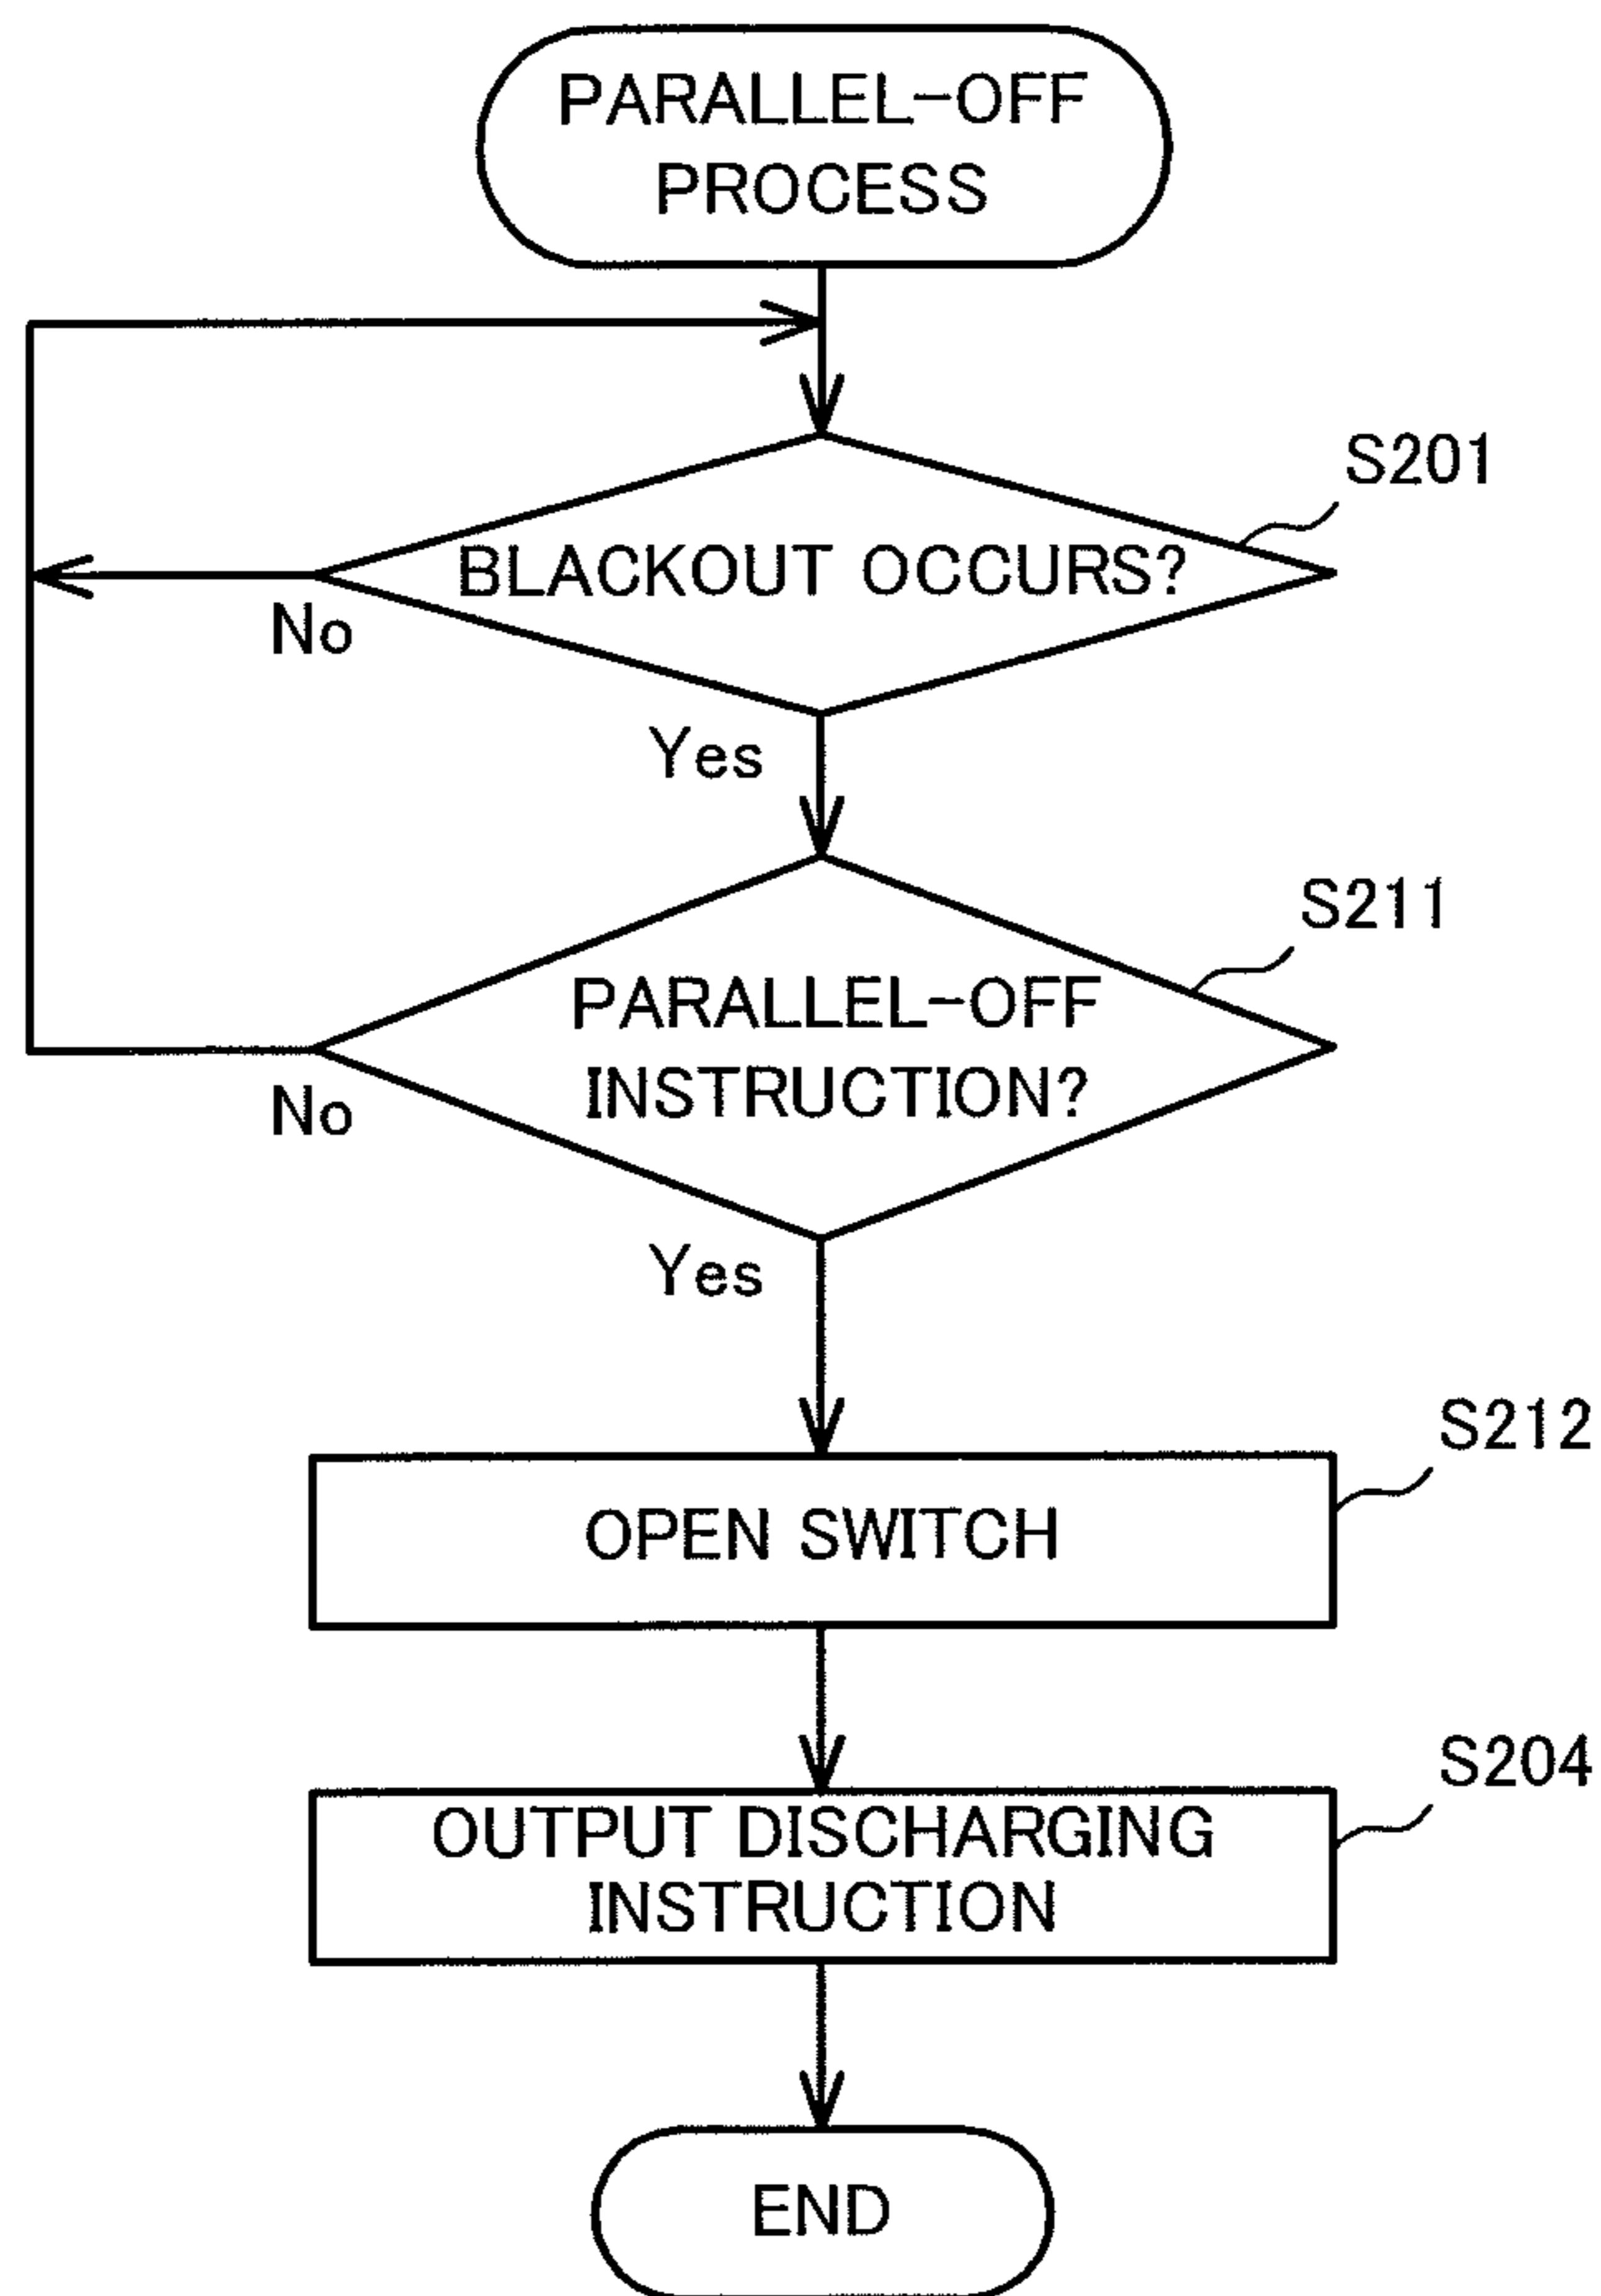 PARALLEL-OFF
PROCESS
S201
BLACKOUT OCCURS?
No
Yes
S211
PARALLEL-OFF
INSTRUCTION?
No
Yes
S212
OPEN SWITCH
S204
OUTPUT DISCHARGING
INSTRUCTION
END